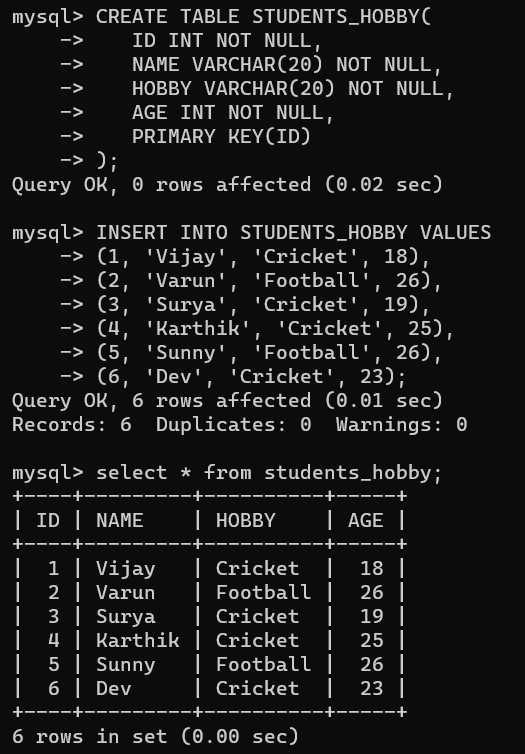 mysql> CREATE TABLE STUDENTS_HOBBY(
    ->    ID INT NOT NULL,
    ->    NAME VARCHAR(20) NOT NULL,
    ->    HOBBY VARCHAR(20) NOT NULL,
    ->    AGE INT NOT NULL,
    ->    PRIMARY KEY(ID)
    -> );
Query OK, 0 rows affected (0.02 sec)

mysql> INSERT INTO STUDENTS_HOBBY VALUES
    -> (1, 'Vijay', 'Cricket', 18),
    -> (2, 'Varun', 'Football', 26),
    -> (3, 'Surya', 'Cricket', 19),
    -> (4, 'Karthik', 'Cricket', 25),
    -> (5, 'Sunny', 'Football', 26),
    -> (6, 'Dev', 'Cricket', 23);
Query OK, 6 rows affected (0.01 sec)
Records: 6  Duplicates: 0  Warnings: 0

mysql> select * from students_hobby;
+----+---------+----------+-----+
| ID | NAME    | HOBBY    | AGE |
+----+---------+----------+-----+
|  1 | Vijay   | Cricket  |  18 |
|  2 | Varun   | Football |  26 |
|  3 | Surya   | Cricket  |  19 |
|  4 | Karthik | Cricket  |  25 |
|  5 | Sunny   | Football |  26 |
|  6 | Dev     | Cricket  |  23 |
+----+---------+----------+-----+
6 rows in set (0.00 sec)